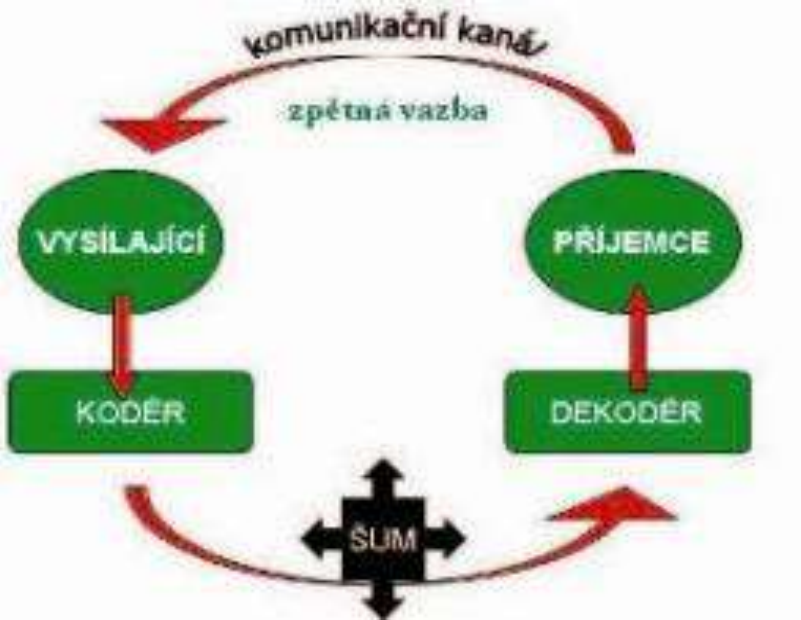 komunikační kanál
zpětná vazba
VYSÍLAJÍCÍ
PŘÍJEMCE
KODÉR
DEKODÉR
ŠUM